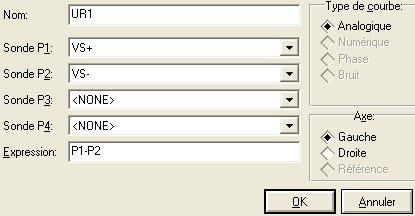 Nom: UR1
Sonde P1: VS+
Sonde P2: VS-
Sonde P3: <NONE>
Sonde P4: <NONE>
Expression: P1-P2
Type de courbe:
Analogique
Numérique
Phase
Bruit
Axe:
Gauche
Droite
Référence
OK Annuler